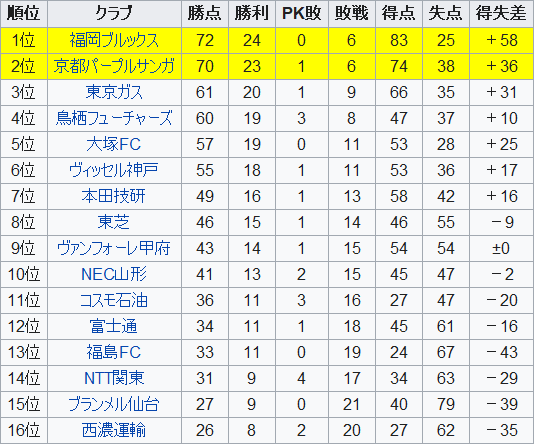 順位 クラブ 勝点 勝利 PK敗 敗戦 得点 失点 得失差
1位 福岡ブルックス 72 24 0 6 83 25 +58
2位 京都パープルサンガ 70 23 1 6 74 38 +36
3位 東京ガス 61 20 1 9 66 35 +31
4位 鳥栖フューチャーズ 60 19 3 8 47 37 +10
5位 大塚FC 57 19 0 11 53 28 +25
6位 ヴィッセル神戸 55 18 1 11 53 36 +17
7位 本田技研 49 16 1 13 58 42 +16
8位 東芝 46 15 1 14 46 55 －9
9位 ヴァンフォーレ甲府 43 14 1 15 54 54 ±0
10位 NEC山形 41 13 2 15 45 47 －2
11位 コスモ石油 36 11 3 16 27 47 －20
12位 富士通 34 11 1 18 45 61 －16
13位 福島FC 33 11 0 19 24 67 －43
14位 NTT関東 31 9 4 17 34 63 －29
15位 ブランメル仙台 27 9 0 21 40 79 －39
16位 西濃運輸 26 8 2 20 27 62 －35